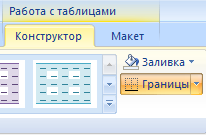 Работа с таблицами
Конструктор Макет
Заливка
Границы